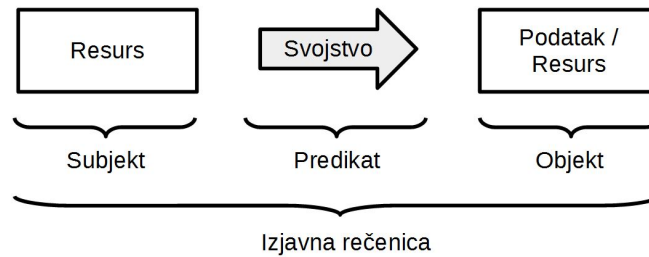 Resurs
Svojstvo
Podatak /
Resurs
Subjekt
Predikat
Objekt
Izjavna rečenica